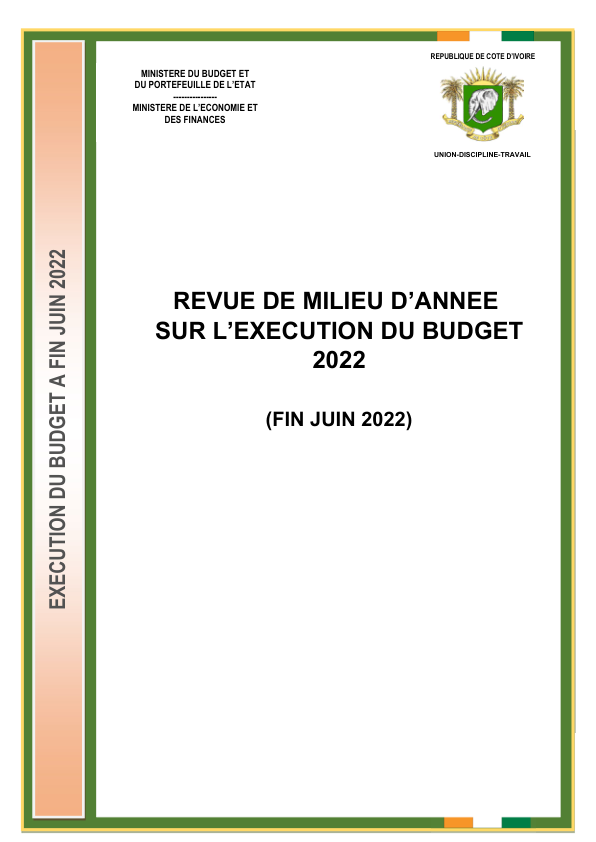 MINISTERE DU BUDGET ET
DU PORTEFEUILLE DE L'ETAT
----------------
MINISTERE DE L'ECONOMIE ET
DES FINANCES
REPUBLIQUE DE COTE D'IVOIRE
UNION-DISCIPLINE-TRAVAIL
EXECUTION DU BUDGET A FIN JUIN 2022
REVUE DE MILIEU D'ANNEE
SUR L'EXECUTION DU BUDGET
2022
(FIN JUIN 2022)